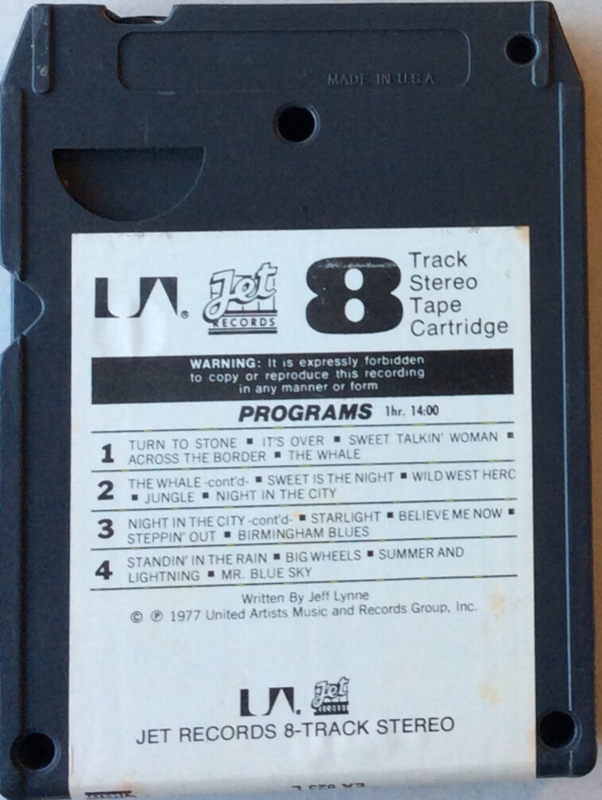 MADE IN U.S.A
UA® Jet RECORDS 8 Track
Stereo
Tape
Cartridge
WARNING: It is expressly forbidden
to copy or reproduce this recording
in any manner or form
PROGRAMS 1hr. 14:00
1 TURN TO STONE ■ IT'S OVER ■ SWEET TALKIN' WOMAN ■
ACROSS THE BORDER ■ THE WHALE
2 THE WHALE -cont'd- ■ SWEET IS THE NIGHT ■ WILD WEST HERO
■ JUNGLE ■ NIGHT IN THE CITY
3 NIGHT IN THE CITY -cont'd- ■ STARLIGHT ■ BELIEVE ME NOW ■
STEPPIN' OUT ■ BIRMINGHAM BLUES
4 STANDIN' IN THE RAIN ■ BIG WHEELS ■ SUMMER AND
LIGHTNING ■ MR. BLUE SKY
Written By Jeff Lynne
© ℗ 1977 United Artists Music and Records Group, Inc.
UA Jet RECORDS
JET RECORDS 8-TRACK STEREO